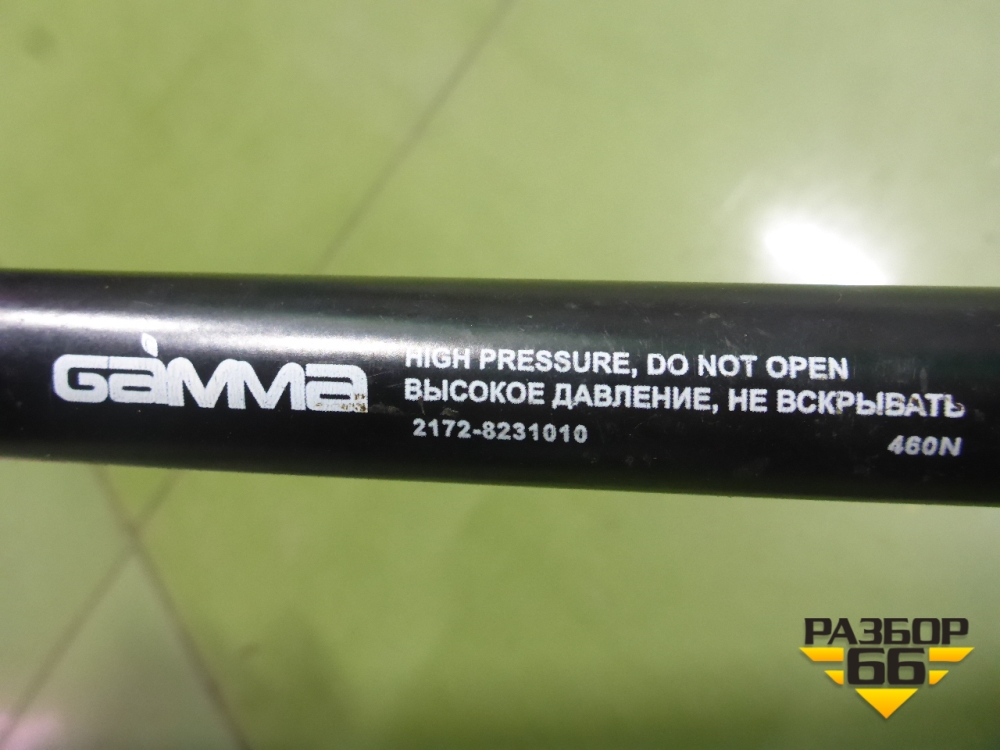 GAMMA
HIGH PRESSURE, DO NOT OPEN
ВЫСОКОЕ ДАВЛЕНИЕ, НЕ ВСКРЫВАТЬ
2172-8231010
460N
РАЗБОР
66